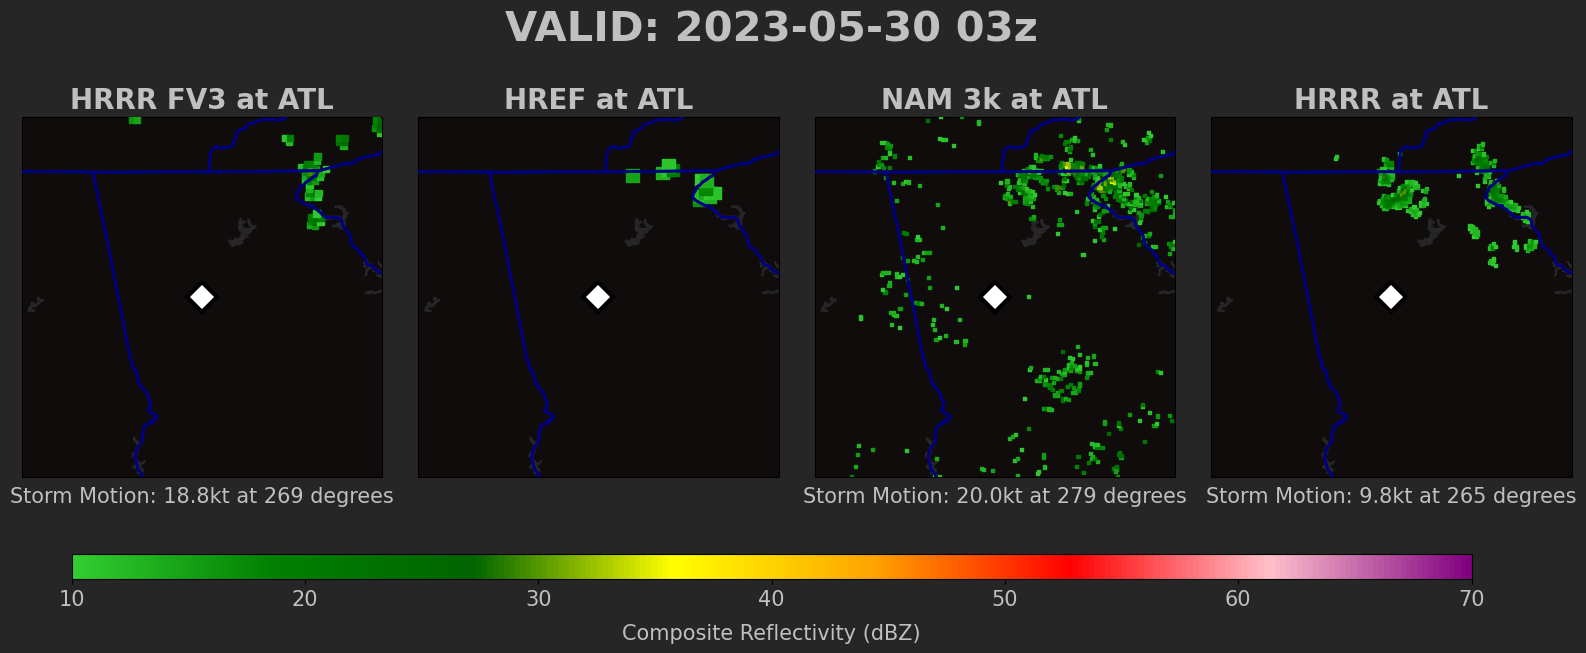 VALID: 2023-05-30 03z
HRRR FV3 at ATL
HREF at ATL
NAM 3k at ATL
HRRR at ATL
Storm Motion: 18.8kt at 269 degrees
Storm Motion: 20.0kt at 279 degrees
Storm Motion: 9.8kt at 265 degrees
10 20 30 40 50 60 70
Composite Reflectivity (dBZ)